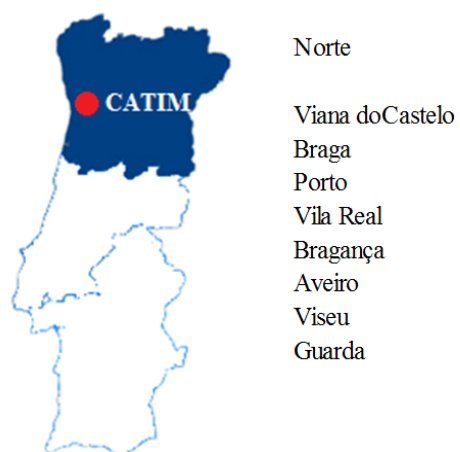 Norte
CATIM
Viana doCastelo
Braga
Porto
Vila Real
Bragança
Aveiro
Viseu
Guarda